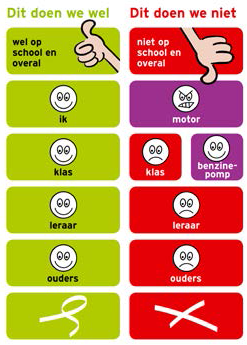 Dit doen we wel
wel op
school en
overal
ik
klas
leraar
ouders
Dit doen we niet
niet op
school en
overal
motor
klas
benzine-
pomp
leraar
ouders